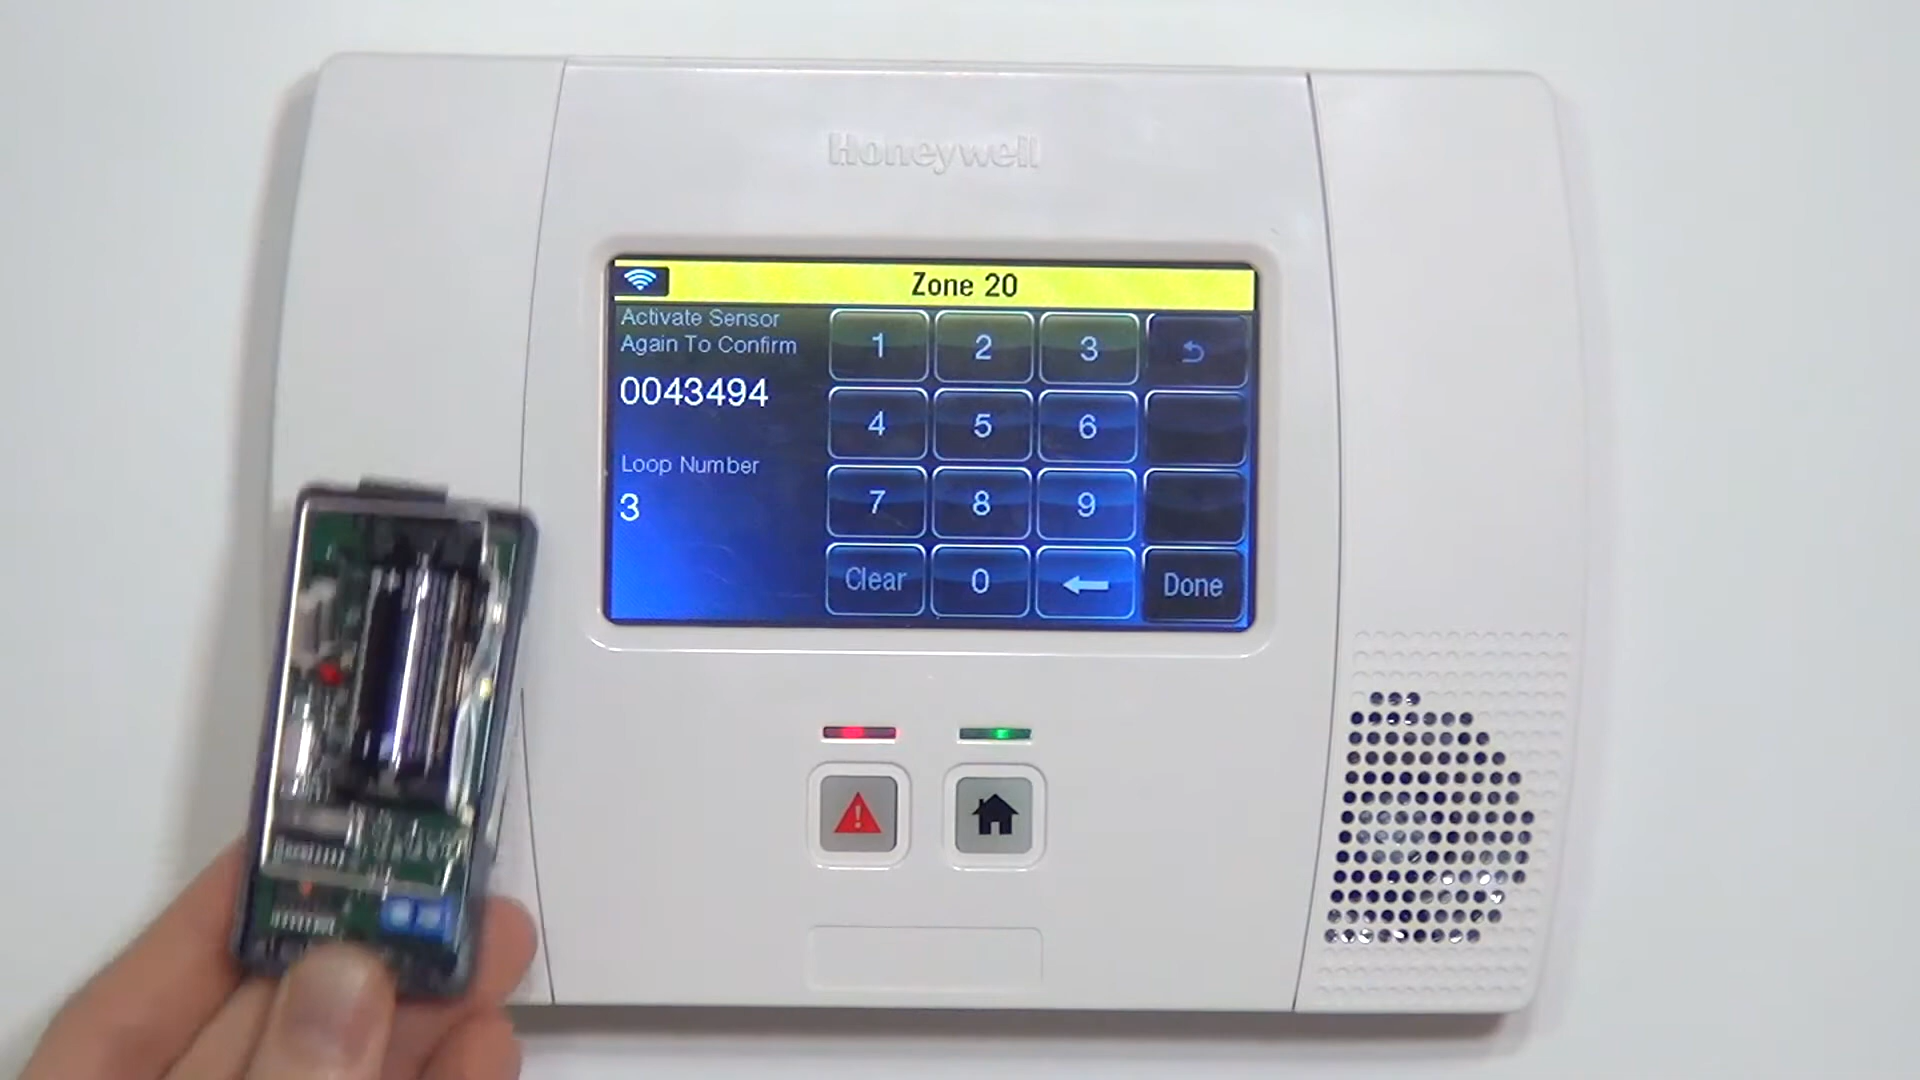 Honeywell
Zone 20
Activate Sensor
Again To Confirm
0043494
Loop Number
3
1 2 3
4 5 6
7 8 9
Clear 0 Done